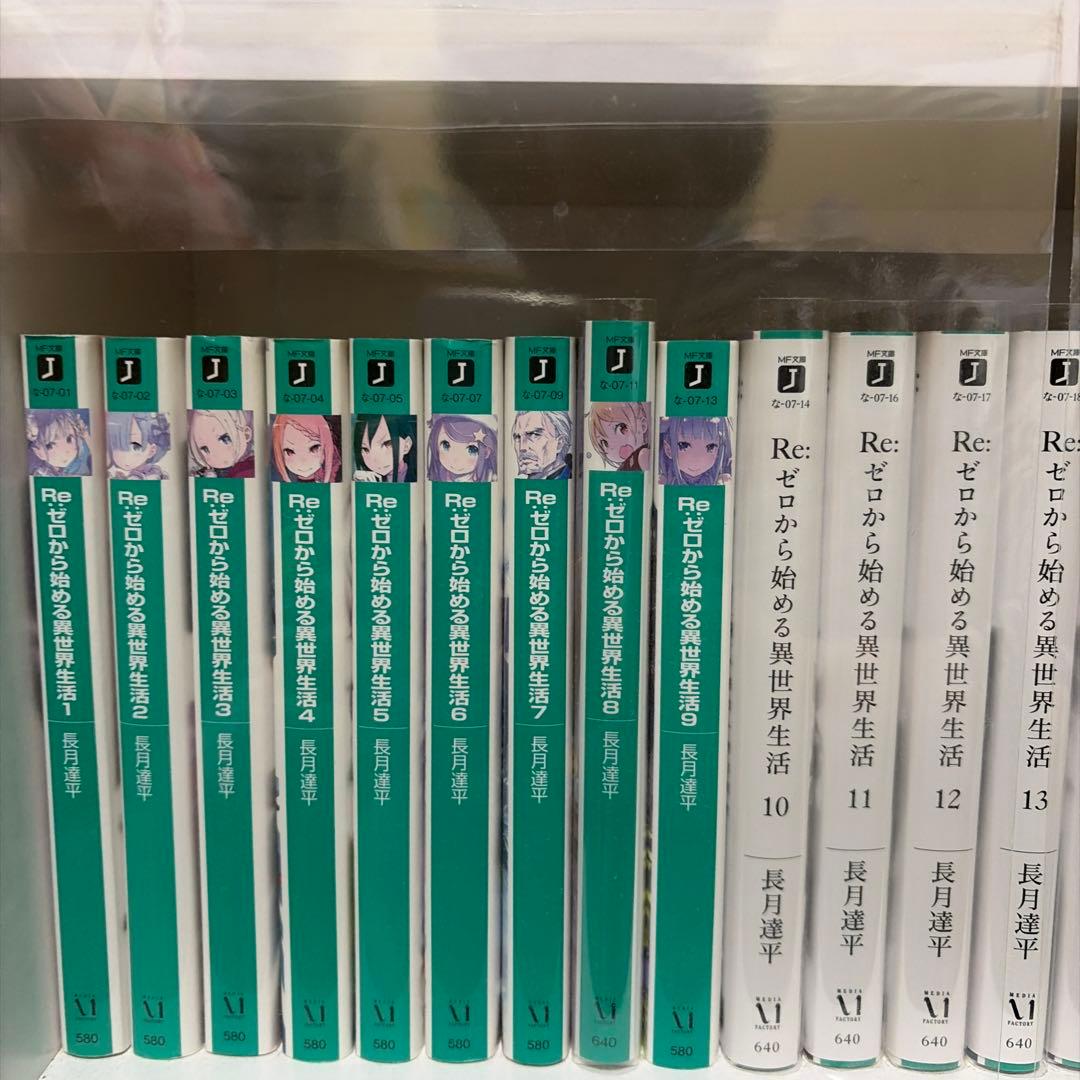 MF文庫
J
な-07-01
Re:ゼロから始める異世界生活1
長月達平
580
MF文庫
J
な-07-02
Re:ゼロから始める異世界生活2
長月達平
MEDIA FACTORY
580
MF文庫
J
な-07-03
Re:ゼロから始める異世界生活3
長月達平
MEDIA FACTORY
580
MF文庫
J
な-07-04
Re:ゼロから始める異世界生活4
長月達平
580
MF文庫
J
な-07-05
Re:ゼロから始める異世界生活5
長月達平
580
MF文庫
J
な-07-07
Re:ゼロから始める異世界生活6
長月達平
580
MF文庫
J
な-07-09
Re:ゼロから始める異世界生活7
長月達平
580
MF文庫
J
な-07-11
Re:ゼロから始める異世界生活8
長月達平
640
MF文庫
J
な-07-13
Re:ゼロから始める異世界生活9
長月達平
580
MF文庫
J
な-07-14
Re:ゼロから始める異世界生活
10
長月達平
MEDIA
FACTORY
640
MF文庫
J
な-07-16
Re:ゼロから始める異世界生活
11
長月達平
MEDIA
FACTORY
640
MF文庫
J
な-07-17
Re:ゼロから始める異世界生活
12
長月達平
MEDIA
FACTORY
640
MF文庫
J
な-07-18
Re:ゼロから始める異世界生活
13
長月達平
MEDIA
FACTORY
640